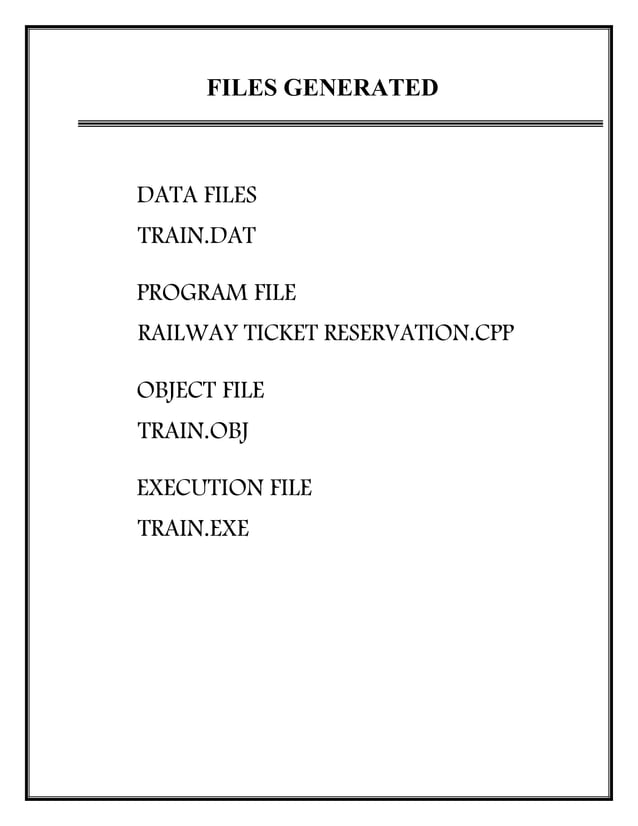 FILES GENERATED
DATA FILES
TRAIN.DAT
PROGRAM FILE
RAILWAY TICKET RESERVATION.CPP
OBJECT FILE
TRAIN.OBJ
EXECUTION FILE
TRAIN.EXE